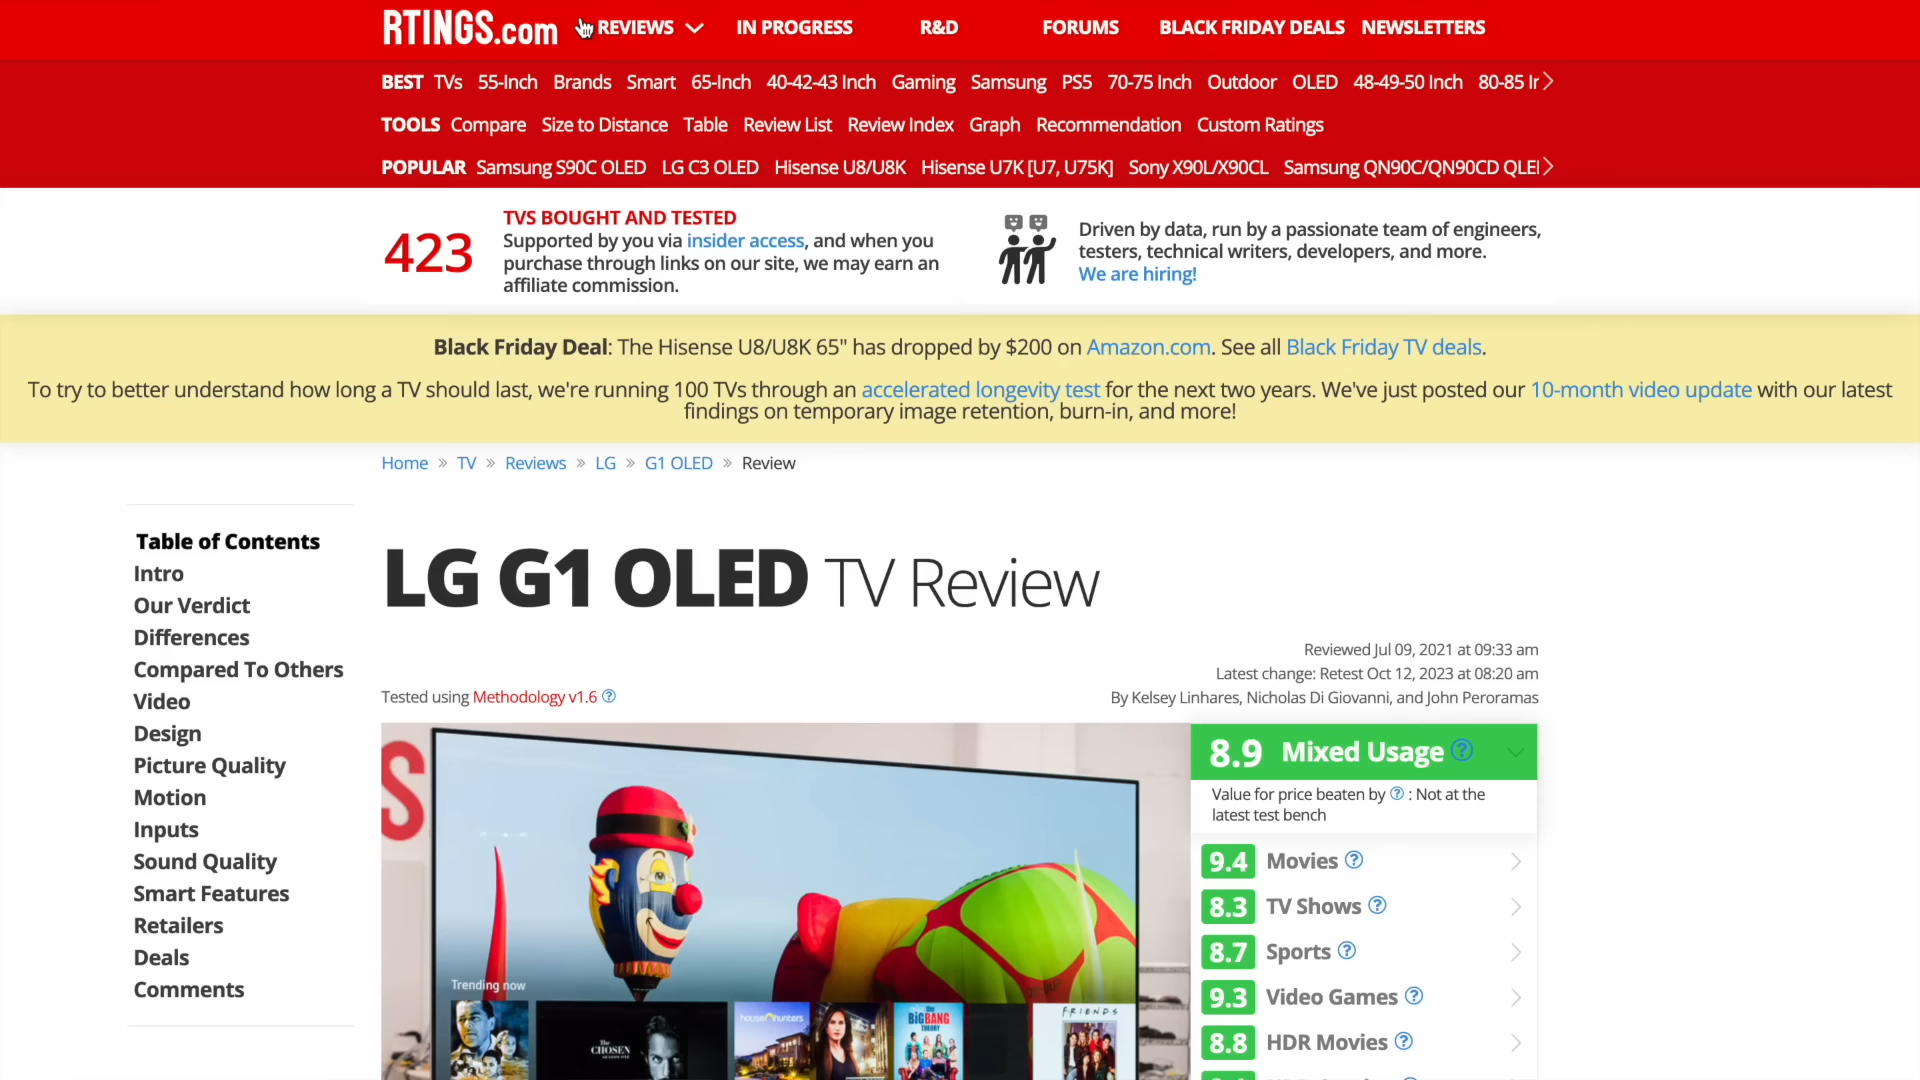 RTINGS.com REVIEWS IN PROGRESS R&D FORUMS BLACK FRIDAY DEALS NEWSLETTERS
BEST TVs 55-Inch Brands Smart 65-Inch 40-42-43 Inch Gaming Samsung PS5 70-75 Inch Outdoor OLED 48-49-50 Inch 80-85 Ir
TOOLS Compare Size to Distance Table Review List Review Index Graph Recommendation Custom Ratings
POPULAR Samsung S90C OLED LG C3 OLED Hisense U8/U8K Hisense U7K [U7, U75K] Sony X90L/X90CL Samsung QN90C/QN90CD QLE
423
TVS BOUGHT AND TESTED
Supported by you via insider access, and when you
purchase through links on our site, we may earn an
affiliate commission.
Driven by data, run by a passionate team of engineers,
testers, technical writers, developers, and more.
We are hiring!
Black Friday Deal: The Hisense U8/U8K 65" has dropped by $200 on Amazon.com. See all Black Friday TV deals.
To try to better understand how long a TV should last, we're running 100 TVs through an accelerated longevity test for the next two years. We've just posted our 10-month video update with our latest
findings on temporary image retention, burn-in, and more!
Home » TV » Reviews » LG » G1 OLED » Review
Table of Contents
Intro
Our Verdict
Differences
Compared To Others
Video
Design
Picture Quality
Motion
Inputs
Sound Quality
Smart Features
Retailers
Deals
Comments
LG G1 OLED TV Review
Reviewed Jul 09, 2021 at 09:33 am
Latest change: Retest Oct 12, 2023 at 08:20 am
Tested using Methodology v1.6 ?
By Kelsey Linhares, Nicholas Di Giovanni, and John Peroramas
Trending now
THE CHOSEN
house hunters
the BIGBANG THEORY
FRIENDS
8.9 Mixed Usage ?
Value for price beaten by ? : Not at the
latest test bench
9.4 Movies ?
8.3 TV Shows ?
8.7 Sports ?
9.3 Video Games ?
8.8 HDR Movies ?